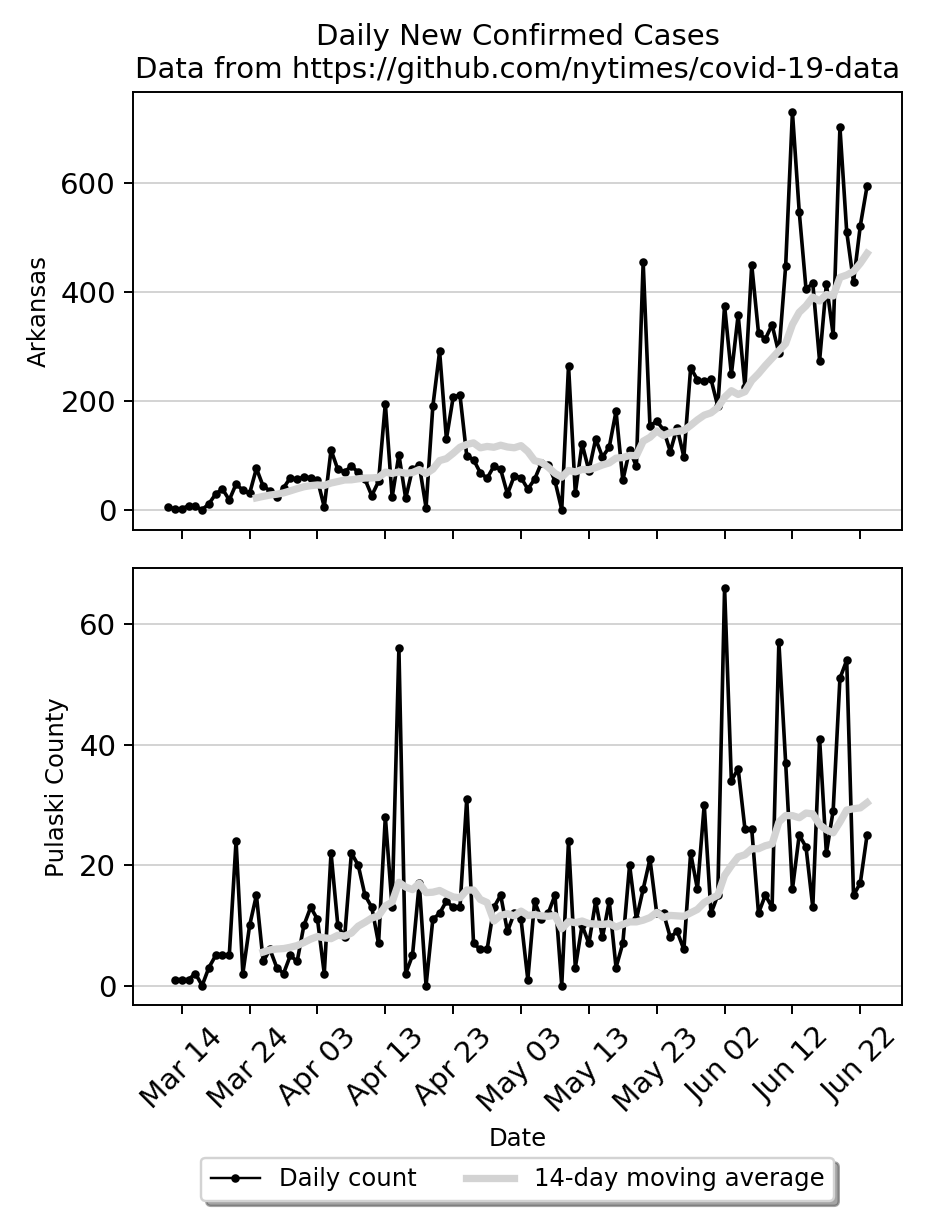 Daily New Confirmed Cases
Data from https://github.com/nytimes/covid-19-data
600
400
200
0
Arkansas
60
40
20
0
Pulaski County
Mar 14 Mar 24 Apr 03 Apr 13 Apr 23 May 03 May 13 May 23 Jun 02 Jun 12 Jun 22
Date
Daily count 14-day moving average